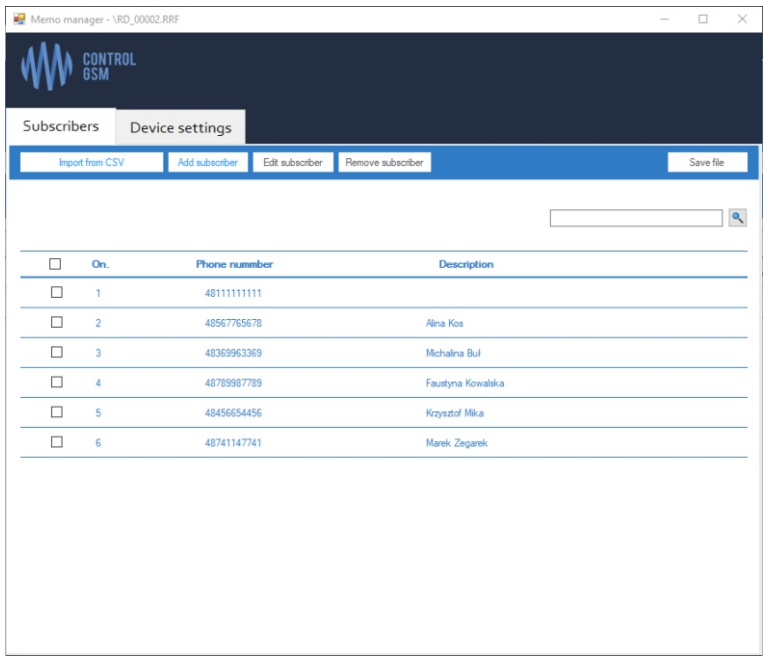 Memo manager - \RD_00002.RRF
CONTROL
GSM
Subscribers Device settings
Import from CSV Add subscriber Edit subscriber Remove subscriber Save file
On. Phone nummber Description
1 48111111111
2 48567765678 Alina Kos
3 48369963369 Michalina Buł
4 48789987789 Faustyna Kowalska
5 48456654456 Krzysztof Mika
6 48741147741 Marek Zegarek